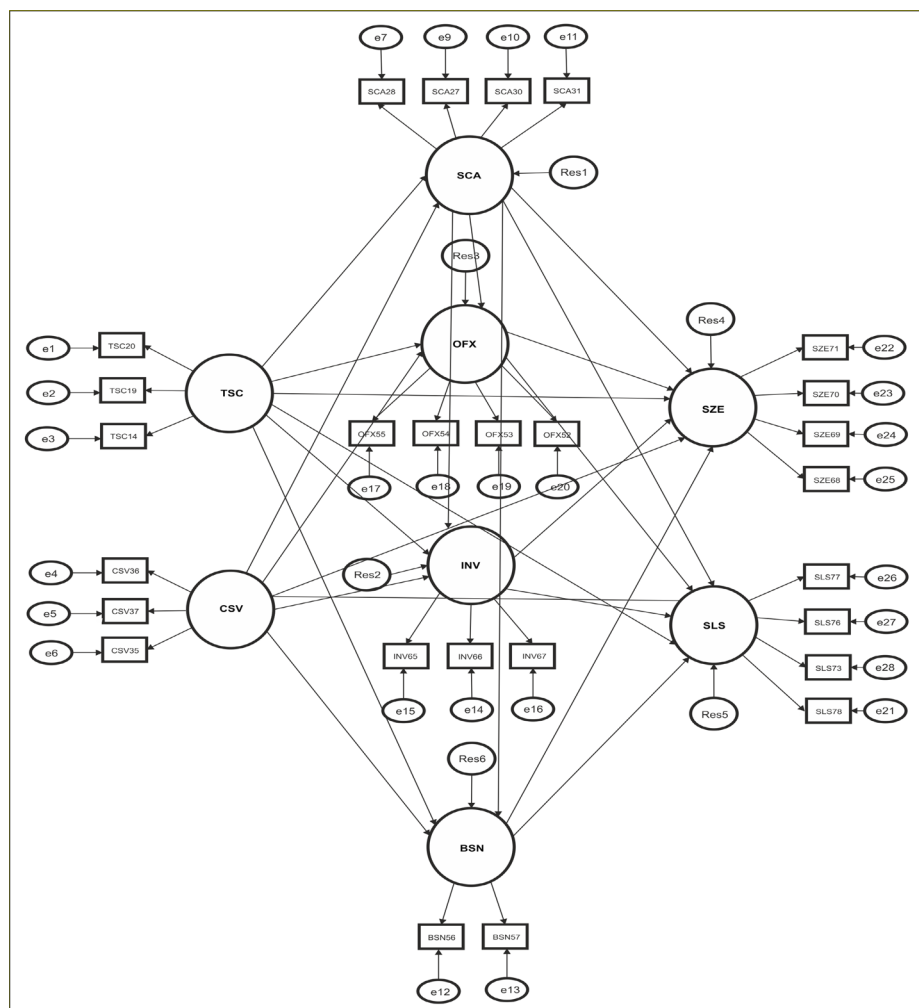 e7 e9 e10 e11
SCA28 SCA27 SCA30 SCA31
SCA Res1
Res3
Res4
e1 TSC20 OFX SZE71 e22
e2 TSC19 TSC SZE SZE70 e23
e3 TSC14 OFX55 OFX54 OFX53 OFX52 SZE69 e24
e17 e18 e19 e20 SZE68 e25
e4 CSV36 Res2 INV SLS77 e26
e5 CSV37 CSV SLS SLS76 e27
e6 CSV35 INV65 INV66 INV67 SLS73 e28
e15 e14 e16 Res5 SLS78 e21
Res6
BSN
BSN56 BSN57
e12 e13